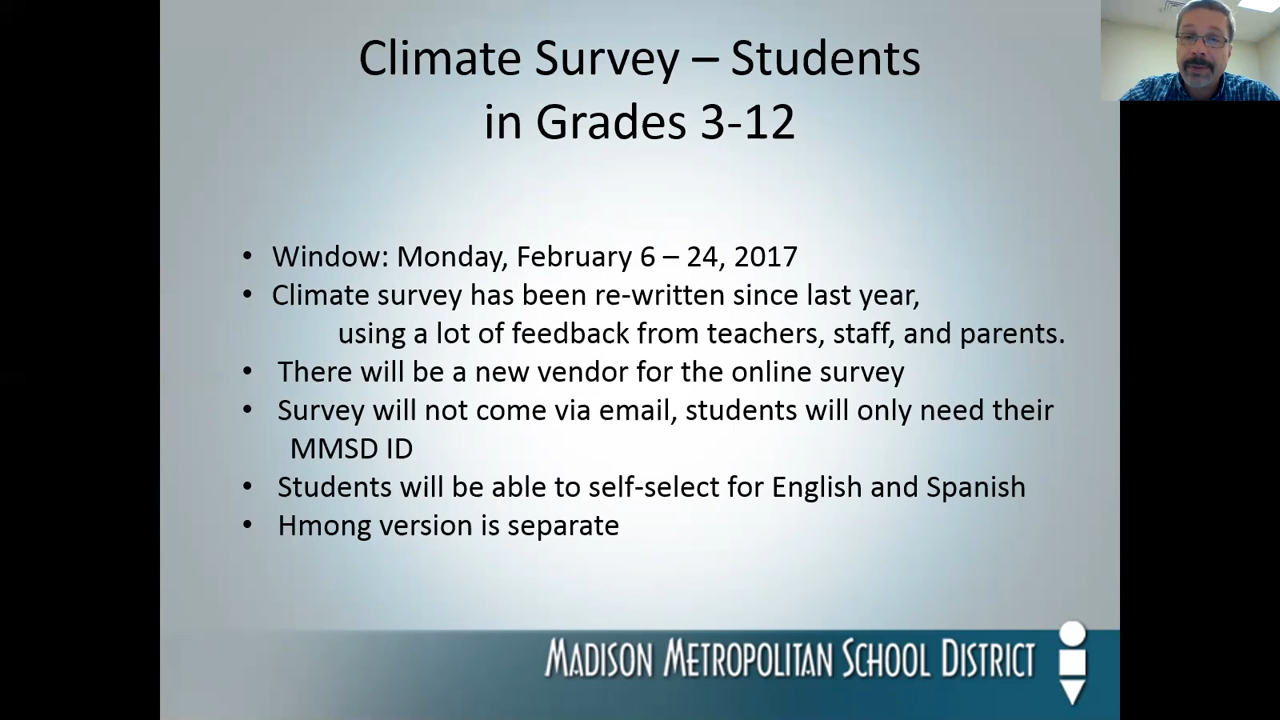 Climate Survey – Students
in Grades 3-12
• Window: Monday, February 6 – 24, 2017
• Climate survey has been re-written since last year,
using a lot of feedback from teachers, staff, and parents.
• There will be a new vendor for the online survey
• Survey will not come via email, students will only need their
MMSD ID
• Students will be able to self-select for English and Spanish
• Hmong version is separate
MADISON METROPOLITAN SCHOOL DISTRICT